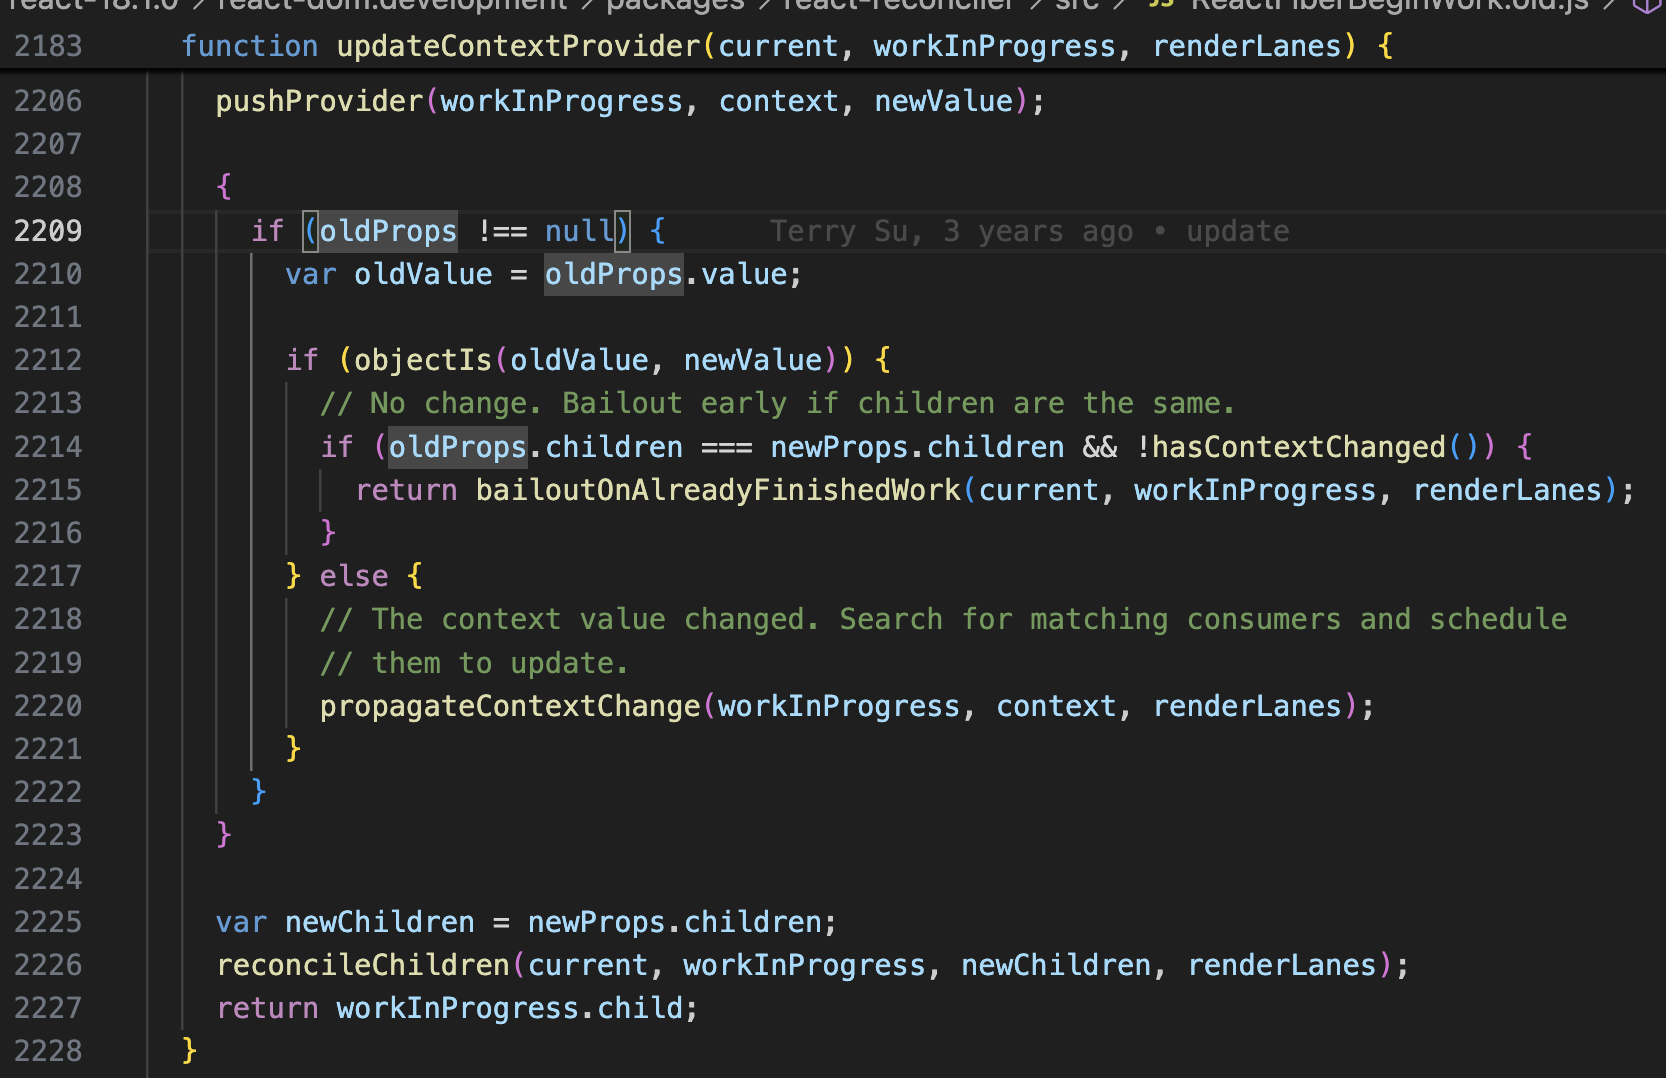 react-18.1.0 > react-dom.development > packages > react-reconciler > src > JS ReactFiberBeginWork.old.js >
2183 function updateContextProvider(current, workInProgress, renderLanes) {
2206 pushProvider(workInProgress, context, newValue);
2207
2208 {
2209 if (oldProps !== null) { Terry Su, 3 years ago • update
2210 var oldValue = oldProps.value;
2211
2212 if (objectIs(oldValue, newValue)) {
2213 // No change. Bailout early if children are the same.
2214 if (oldProps.children === newProps.children && !hasContextChanged()) {
2215 return bailoutOnAlreadyFinishedWork(current, workInProgress, renderLanes);
2216 }
2217 } else {
2218 // The context value changed. Search for matching consumers and schedule
2219 // them to update.
2220 propagateContextChange(workInProgress, context, renderLanes);
2221 }
2222 }
2223 }
2224
2225 var newChildren = newProps.children;
2226 reconcileChildren(current, workInProgress, newChildren, renderLanes);
2227 return workInProgress.child;
2228 }